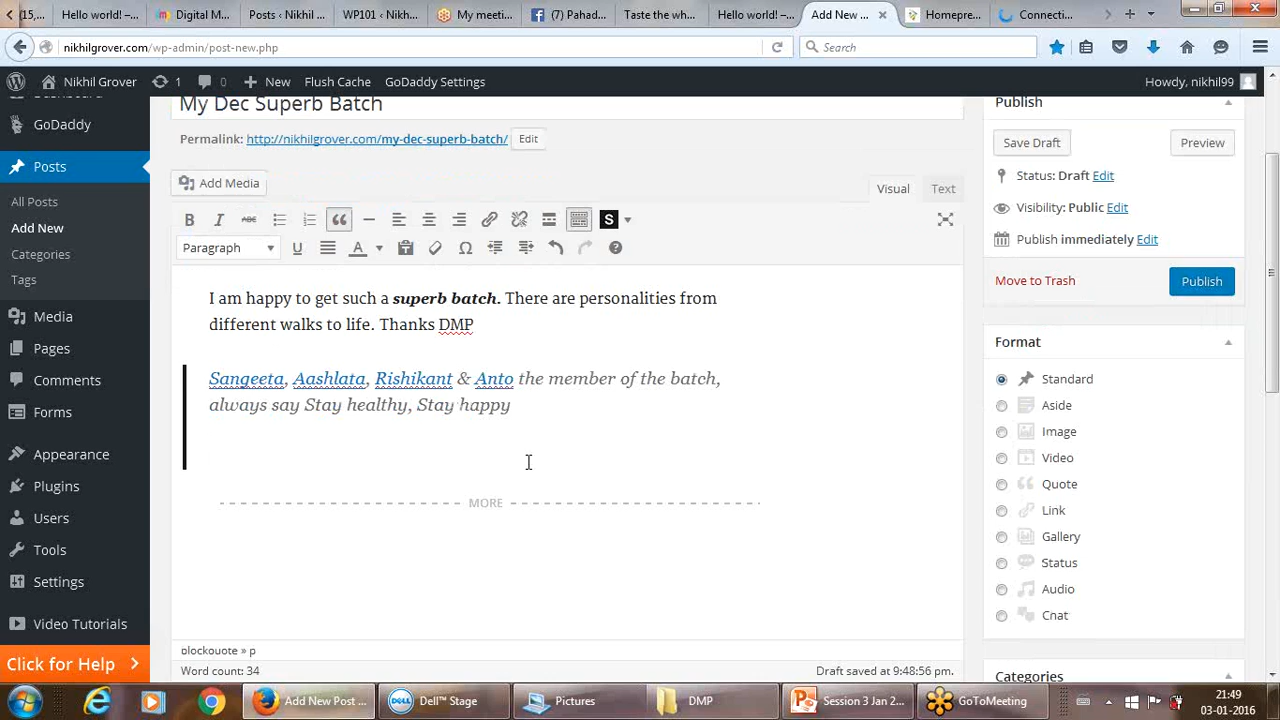 15,
Hello world! –...
Digital M...
Posts ‹ Nikhil ...
WP101 ‹ Nikh...
My meeti...
(7) Pahad...
Taste the wh...
Hello world! –...
Add New ...
×
Homepre...
Connecti...
nikhilgrover.com/wp-admin/post-new.php
Search
Nikhil Grover
1
0
New
Flush Cache
GoDaddy Settings
Howdy, nikhil99
Dashboard
GoDaddy
Posts
All Posts
Add New
Categories
Tags
Media
Pages
Comments
Forms
Appearance
Plugins
Users
Tools
Settings
Video Tutorials
Click for Help
My Dec Superb Batch
Permalink: http://nikhilgrover.com/my-dec-superb-batch/ Edit
Add Media
Visual
Text
B I ABC
S
Paragraph
U
A
I am happy to get such a superb batch. There are personalities from
different walks to life. Thanks DMP
Sangeeta, Aashlata, Rishikant & Anto the member of the batch,
always say Stay healthy, Stay happy
MORE
blockquote » p
Word count: 34
Draft saved at 9:48:56 pm.
Publish
Save Draft
Preview
Status: Draft Edit
Visibility: Public Edit
Publish immediately Edit
Move to Trash
Publish
Format
Standard
Aside
Image
Video
Quote
Link
Gallery
Status
Audio
Chat
Categories
Add New Post ...
DELL
Dell™ Stage
Pictures
DMP
Session 3 Jan 2...
GoToMeeting
21:49
03-01-2016